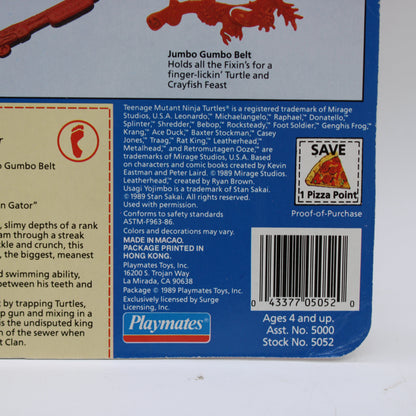 Jumbo Gumbo Belt
Holds all the Fixin's for a
finger-lickin' Turtle and
Crayfish Feast
Teenage Mutant Ninja Turtles® is a registered trademark of Mirage
Studios, U.S.A. Leonardo,™ Michaelangelo,™ Raphael,™ Donatello,™
Splinter,™ Shredder,™ Bebop,™ Rocksteady,™ Foot Soldier,™ Genghis Frog,™
Krang,™ Ace Duck,™ Baxter Stockman,™ Casey
Jones,™ Traag,™ Rat King,™ Leatherhead,™
Metalhead,™ and Retromutagen Ooze,™ are
trademarks of Mirage Studios, U.S.A. Based on
characters and comic books created by Kevin
Eastman and Peter Laird. © 1989 Mirage Studios.
Leatherhead,™ created by Ryan Brown.
Usagi Yojimbo is a trademark of Stan Sakai.
© 1989 Stan Sakai. All rights reserved.
Used with permission.
Conforms to safety standards
ASTM-F963-86.
Colors and decorations may vary.
MADE IN MACAO.
PACKAGE PRINTED IN
HONG KONG.
Playmates Toys, Inc.
16200 S. Trojan Way
La Mirada, CA 90638
Package © 1989 Playmates Toys, Inc.
Exclusively licensed by Surge
Licensing, Inc.
Playmates®
SAVE
1 Pizza Point
Proof-of-Purchase
0 43377 05052 0
Ages 4 and up.
Asst. No. 5000
Stock No. 5052
o Gumbo Belt
n Gator"
, slimy depths of a rank
am through a streak
kle and crunch, this
, the biggest, meanest
d swimming ability,
between his teeth and
t by trapping Turtles,
p gun and mixing in a
is the undisputed king
n of the sewer when
t Clan.